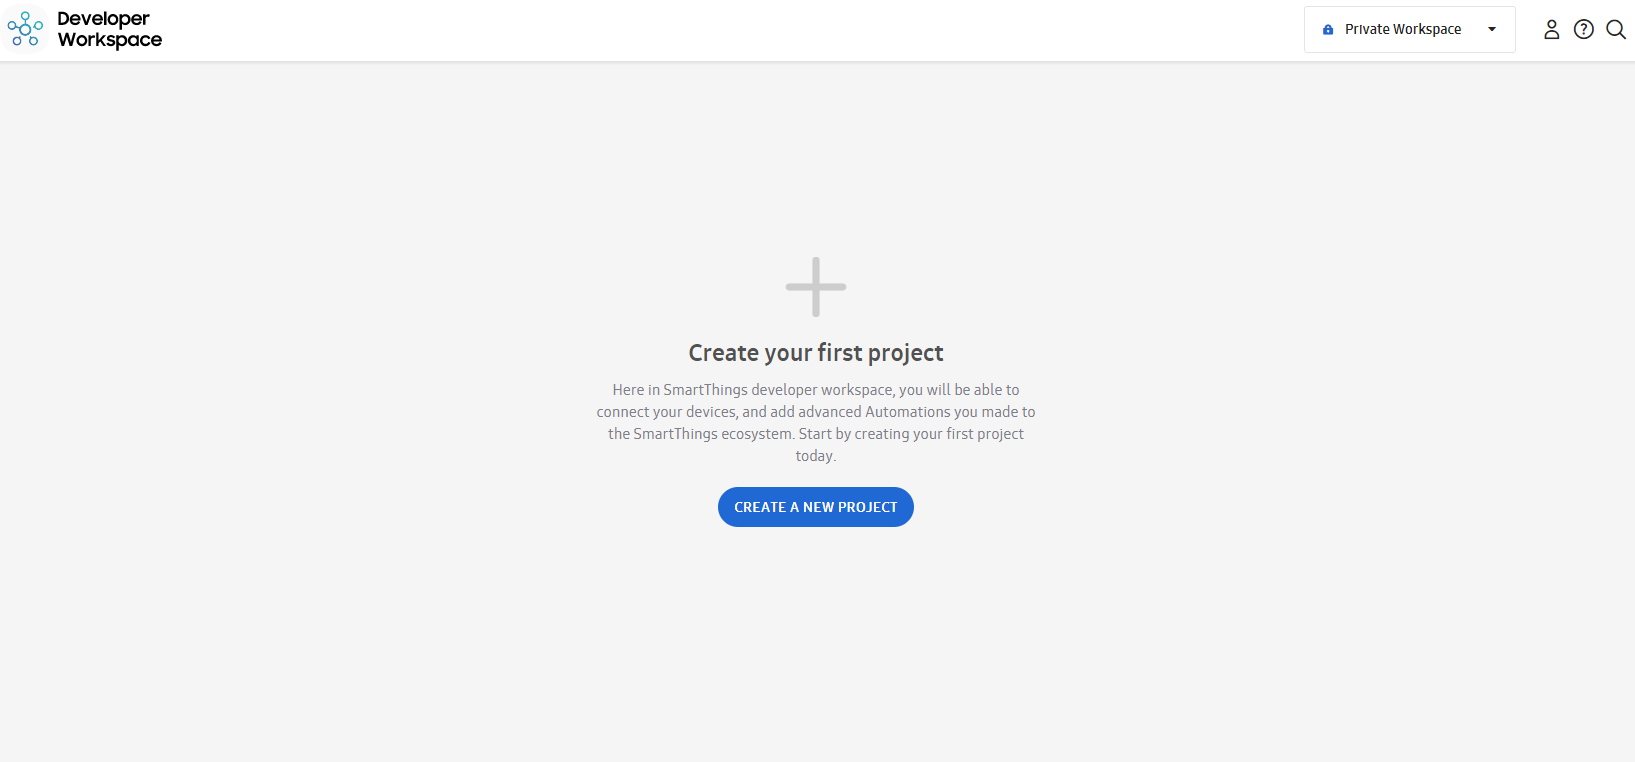 Developer
Workspace
Private Workspace
Create your first project
Here in SmartThings developer workspace, you will be able to
connect your devices, and add advanced Automations you made to
the SmartThings ecosystem. Start by creating your first project
today.
CREATE A NEW PROJECT